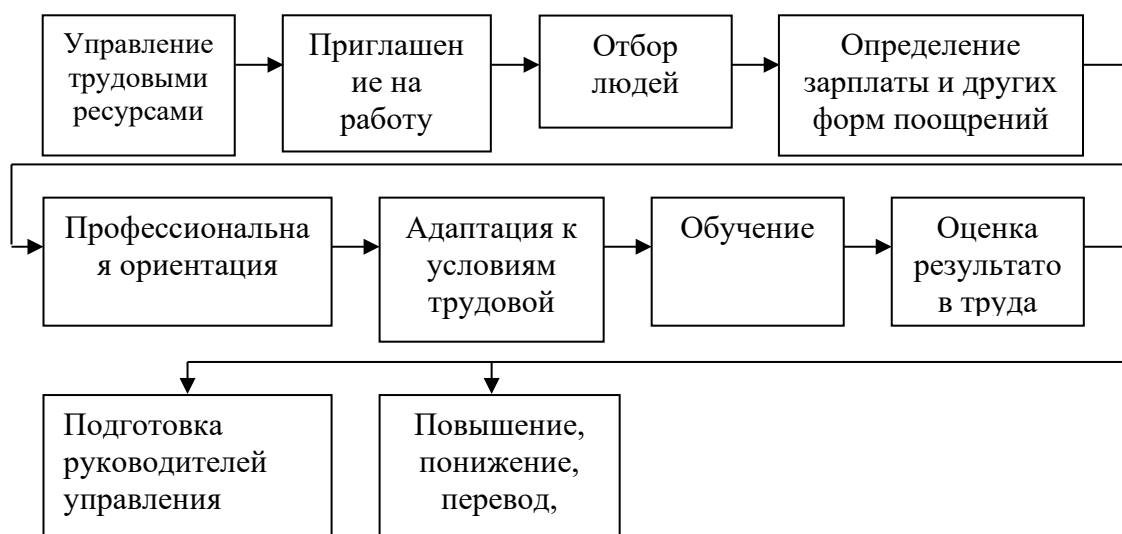 Управление
трудовыми
ресурсами
Приглашен
ие на
работу
Отбор
людей
Определение
зарплаты и других
форм поощрений
Профессиональна
я ориентация
Адаптация к
условиям
трудовой
Обучение
Оценка
результато
в труда
Подготовка
руководителей
управления
Повышение,
понижение,
перевод,